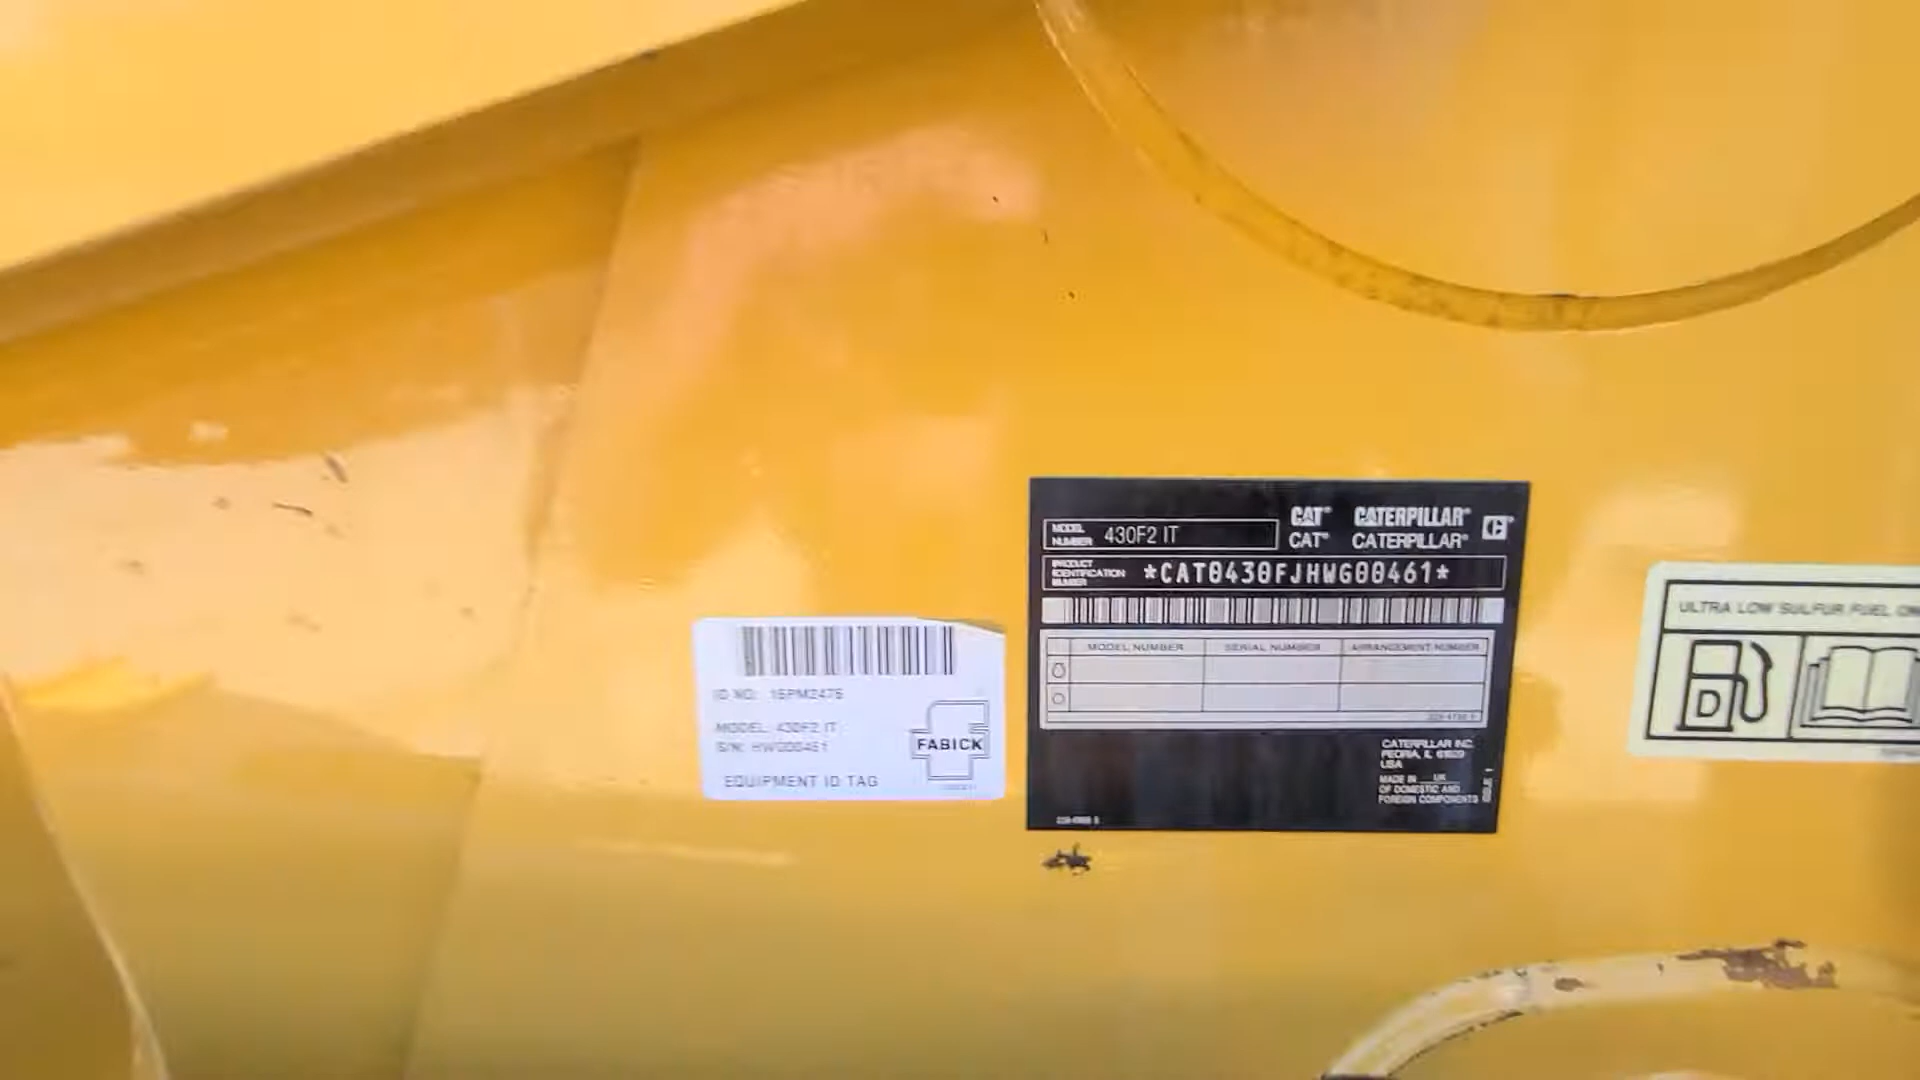 MODEL NUMBER 430F2 IT
CAT CATERPILLAR
CAT CATERPILLAR
PRODUCT IDENTIFICATION NUMBER *CAT0430FJHWG00461*
MODEL NUMBER SERIAL NUMBER ARRANGEMENT NUMBER
CATERPILLAR INC.
PEORIA, IL 61629
USA
MADE IN UK
OF DOMESTIC AND
FOREIGN COMPONENTS
ID NO: 15PM2475
MODEL: 430F2 IT
S/N: HWG00461
FABICK
EQUIPMENT ID TAG
ULTRA LOW SULFUR FUEL
D